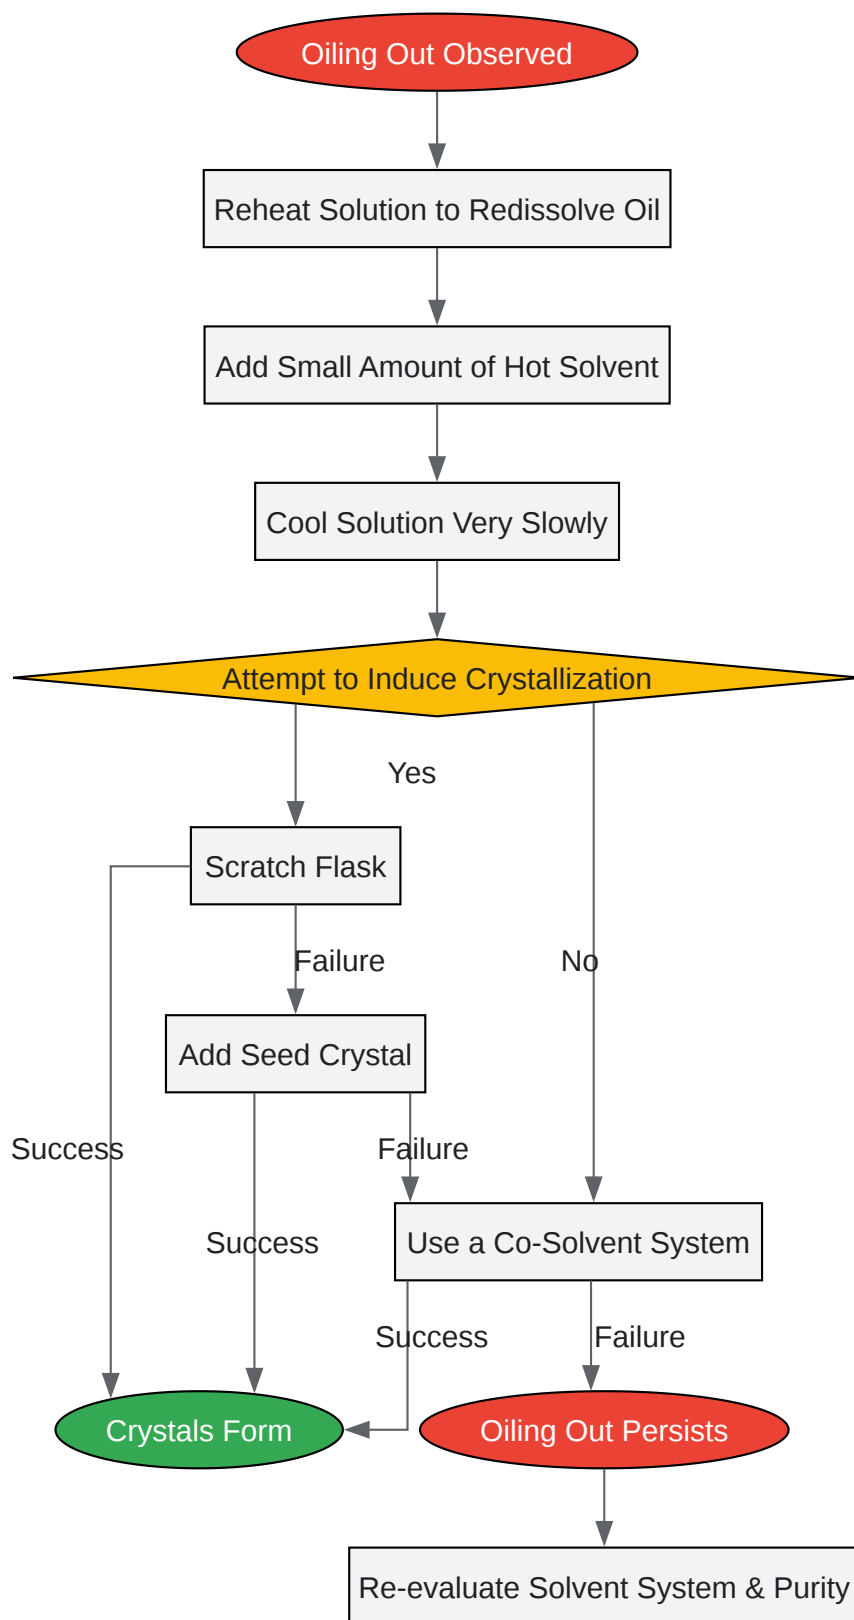 Oiling Out Observed
Reheat Solution to Redissolve Oil
Add Small Amount of Hot Solvent
Cool Solution Very Slowly
Attempt to Induce Crystallization
Yes
Scratch Flask
Failure
No
Add Seed Crystal
Success
Failure
Success
Use a Co-Solvent System
Success
Failure
Crystals Form
Oiling Out Persists
Re-evaluate Solvent System & Purity